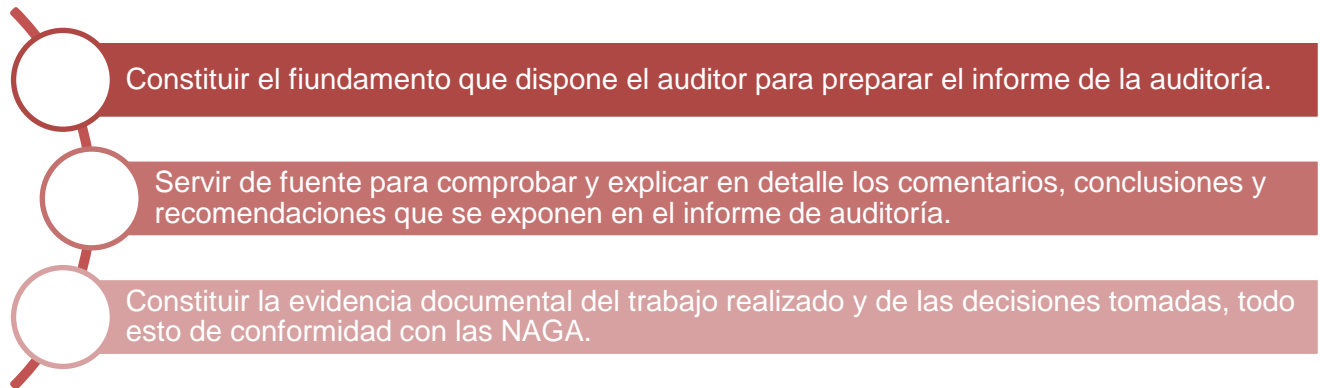 Constituir el fiundamento que dispone el auditor para preparar el informe de la auditoría.
Servir de fuente para comprobar y explicar en detalle los comentarios, conclusiones y
recomendaciones que se exponen en el informe de auditoría.
Constituir la evidencia documental del trabajo realizado y de las decisiones tomadas, todo
esto de conformidad con las NAGA.